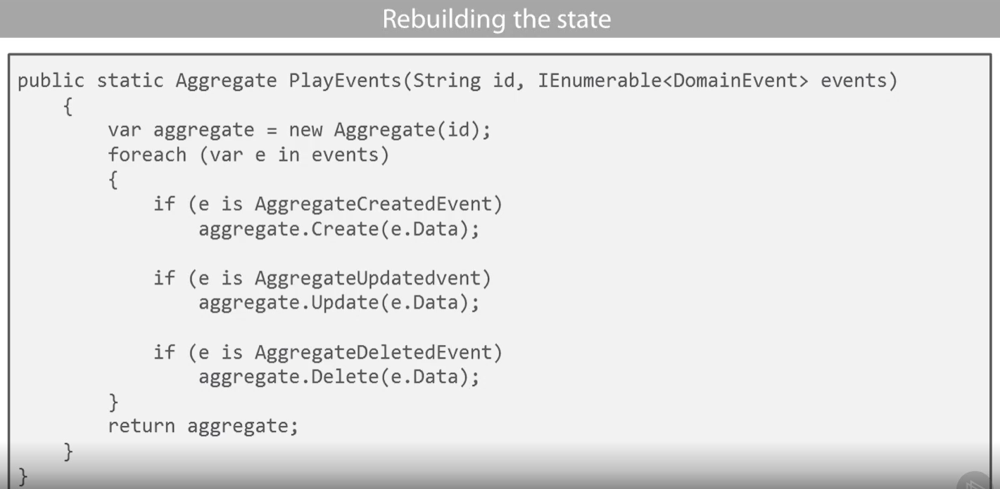 Rebuilding the state
public static Aggregate PlayEvents(String id, IEnumerable<DomainEvent> events)
{
var aggregate = new Aggregate(id);
foreach (var e in events)
{
if (e is AggregateCreatedEvent)
aggregate.Create(e.Data);
if (e is AggregateUpdatedvent)
aggregate.Update(e.Data);
if (e is AggregateDeletedEvent)
aggregate.Delete(e.Data);
}
return aggregate;
}
}